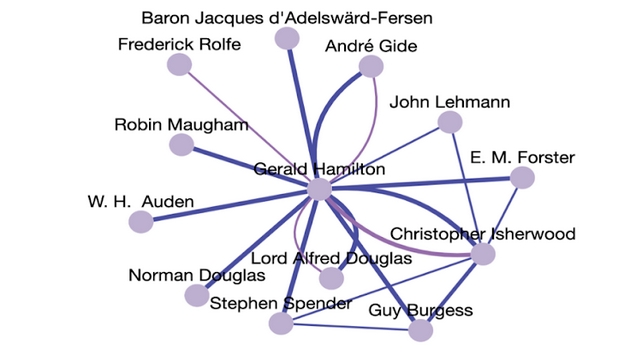 Baron Jacques d'Adelswärd-Fersen
Frederick Rolfe
André Gide
John Lehmann
Robin Maugham
E. M. Forster
Gerald Hamilton
W. H. Auden
Christopher Isherwood
Lord Alfred Douglas
Norman Douglas
Stephen Spender
Guy Burgess